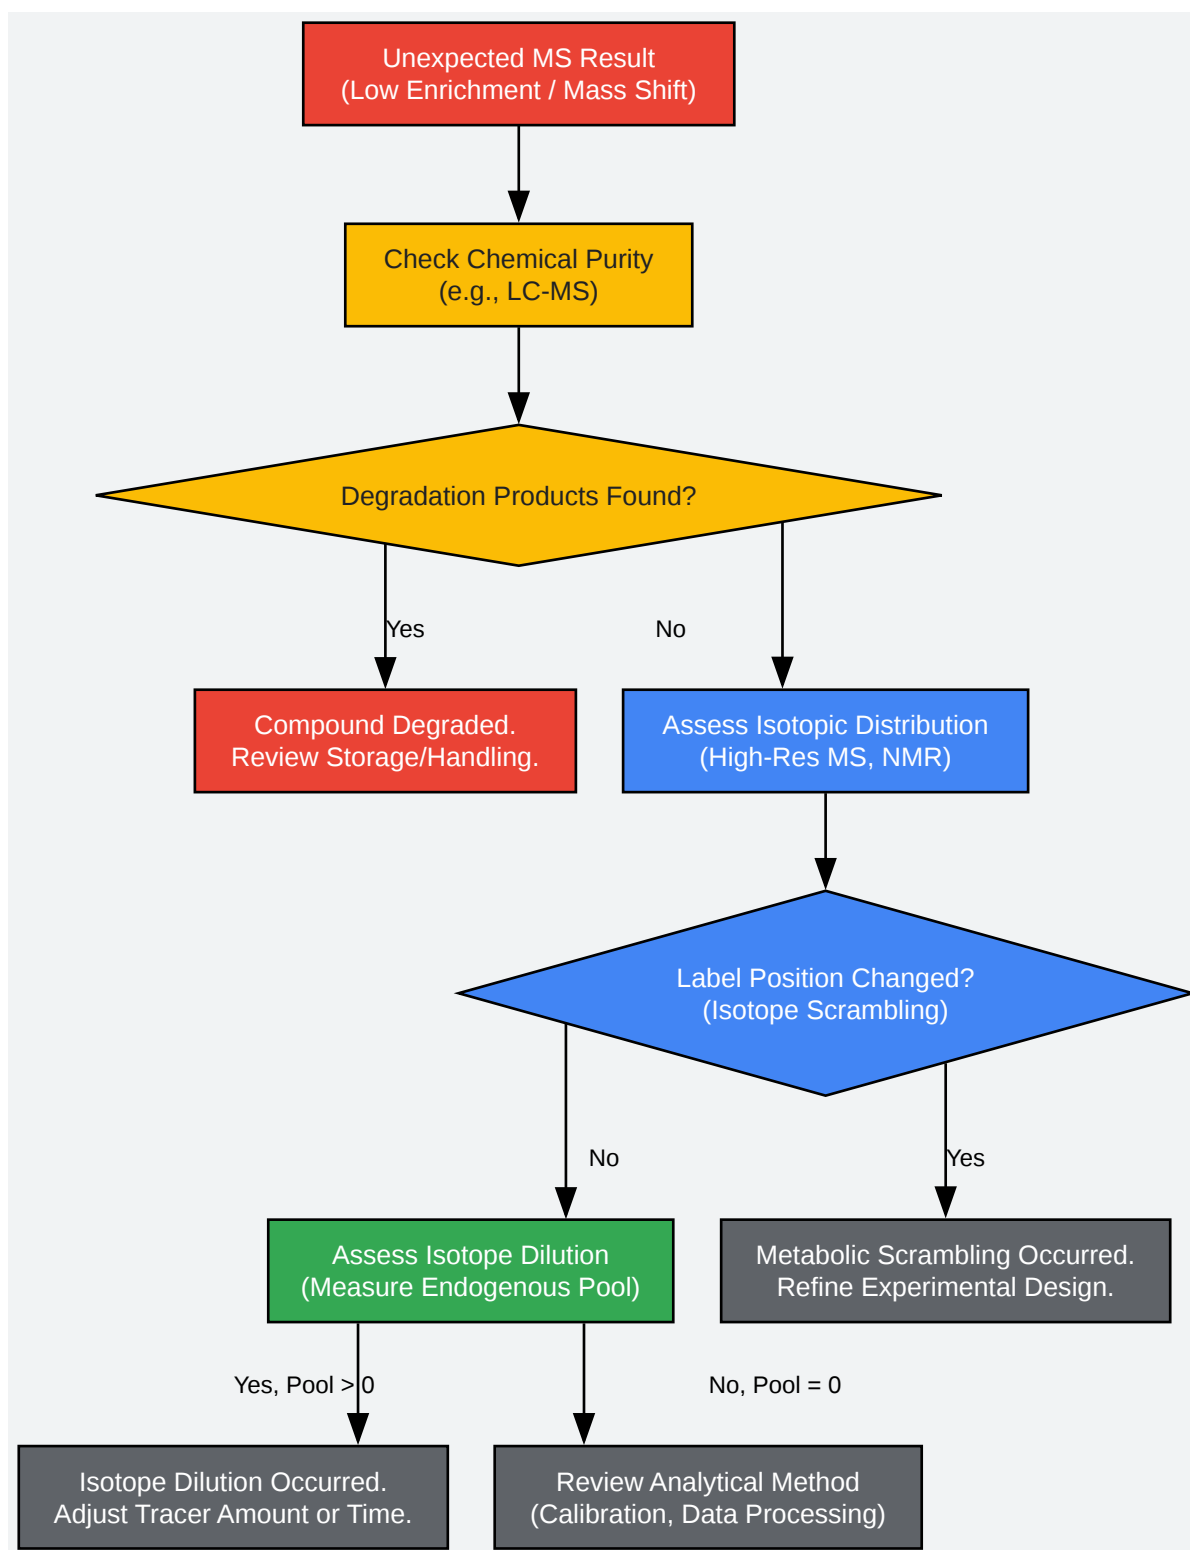 Unexpected MS Result
(Low Enrichment / Mass Shift)
Check Chemical Purity
(e.g., LC-MS)
Degradation Products Found?
Yes
No
Compound Degraded.
Review Storage/Handling.
Assess Isotopic Distribution
(High-Res MS, NMR)
Label Position Changed?
(Isotope Scrambling)
No
Yes
Assess Isotope Dilution
(Measure Endogenous Pool)
Metabolic Scrambling Occurred.
Refine Experimental Design.
Yes, Pool > 0
No, Pool = 0
Isotope Dilution Occurred.
Adjust Tracer Amount or Time.
Review Analytical Method
(Calibration, Data Processing)